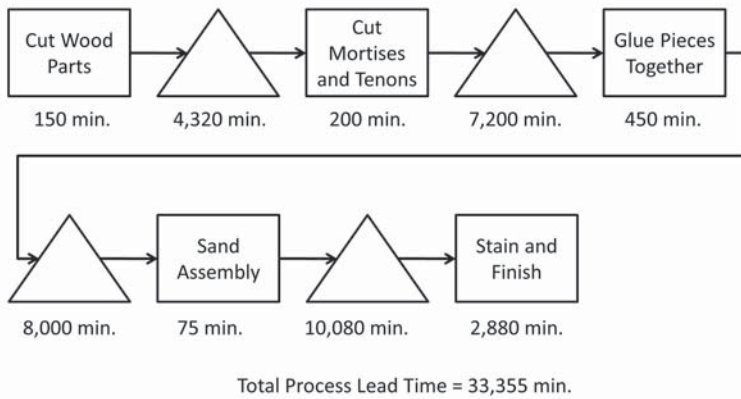 Cut Wood
Parts
Cut
Mortises
and Tenons
Glue Pieces
Together
150 min.
4,320 min.
200 min.
7,200 min.
450 min.
Sand
Assembly
Stain and
Finish
8,000 min.
75 min.
10,080 min.
2,880 min.
Total Process Lead Time = 33,355 min.